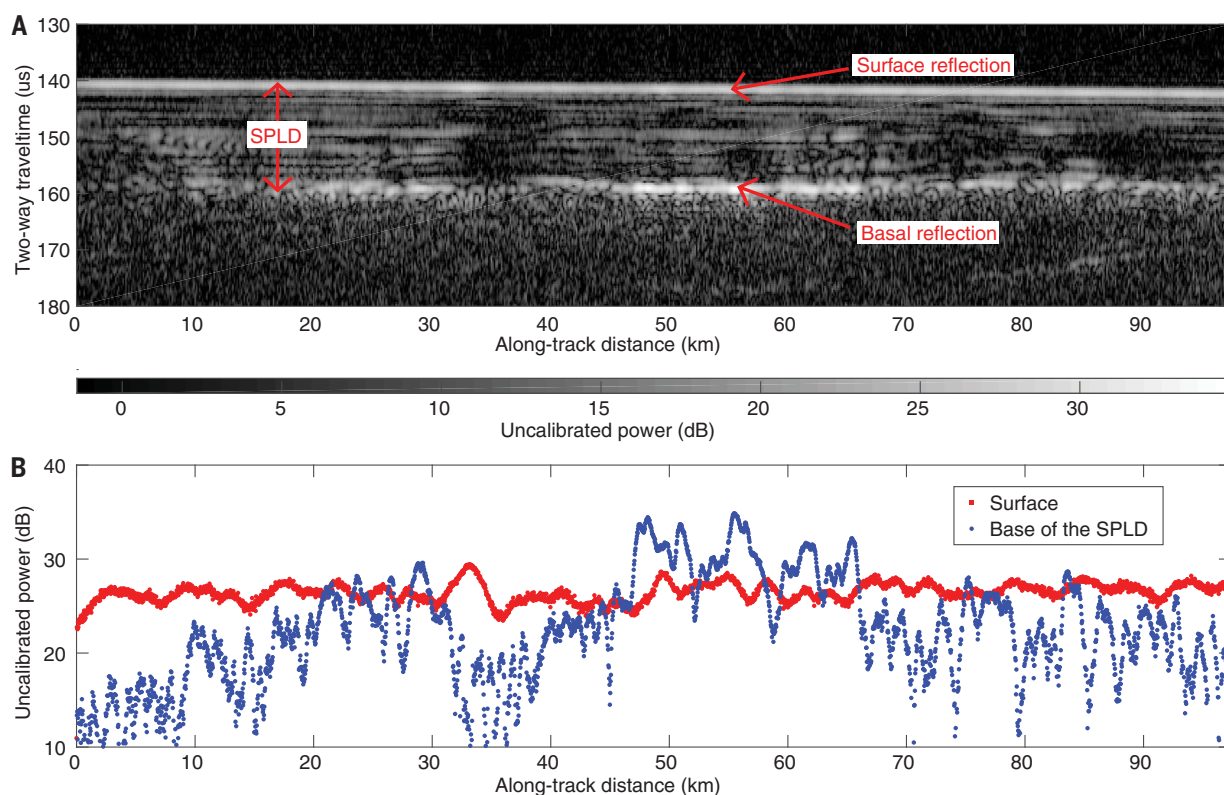 A
Two-way traveltime (us)
130
140
150
160
170
180
SPLD
Surface reflection
Basal reflection
0 10 20 30 40 50 60 70 80 90
Along-track distance (km)
0 5 10 15 20 25 30
Uncalibrated power (dB)
B
Uncalibrated power (dB)
40
30
20
10
Surface
Base of the SPLD
0 10 20 30 40 50 60 70 80 90
Along-track distance (km)